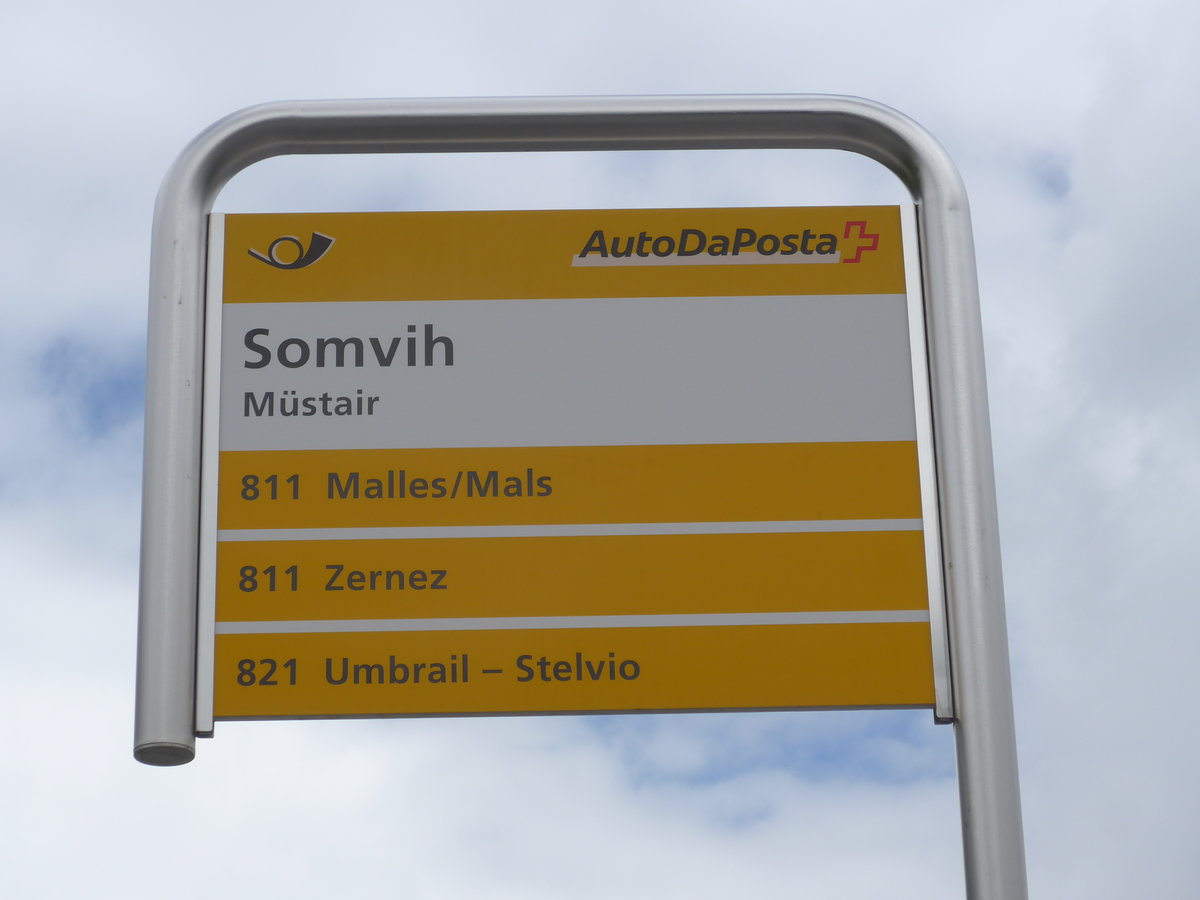 AutoDaPosta
Somvih
Müstair
811 Malles/Mals
811 Zernez
821 Umbrail – Stelvio